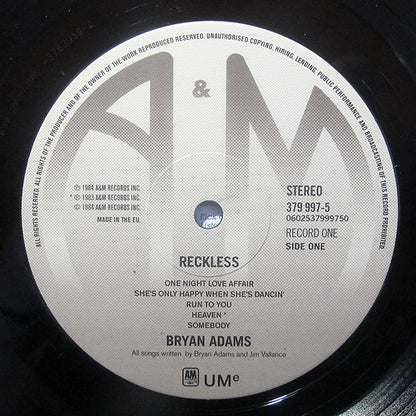 ALL RIGHTS OF THE PRODUCER AND OF THE OWNER OF THE WORK REPRODUCED RESERVED. UNAUTHORISED COPYING, HIRING, LENDING, PUBLIC PERFORMANCE AND BROADCASTING OF THIS RECORD PROHIBITED.
A&M
℗ 1984 A&M RECORDS INC.
* ℗ 1983 A&M RECORDS INC.
© 1984 A&M RECORDS INC.
MADE IN THE EU.
STEREO
379 997-5
0602537999750
RECORD ONE
SIDE ONE
RECKLESS
ONE NIGHT LOVE AFFAIR
SHE'S ONLY HAPPY WHEN SHE'S DANCIN'
RUN TO YOU
HEAVEN *
SOMEBODY
BRYAN ADAMS
All songs written by Bryan Adams and Jim Vallance
A&M
UMe